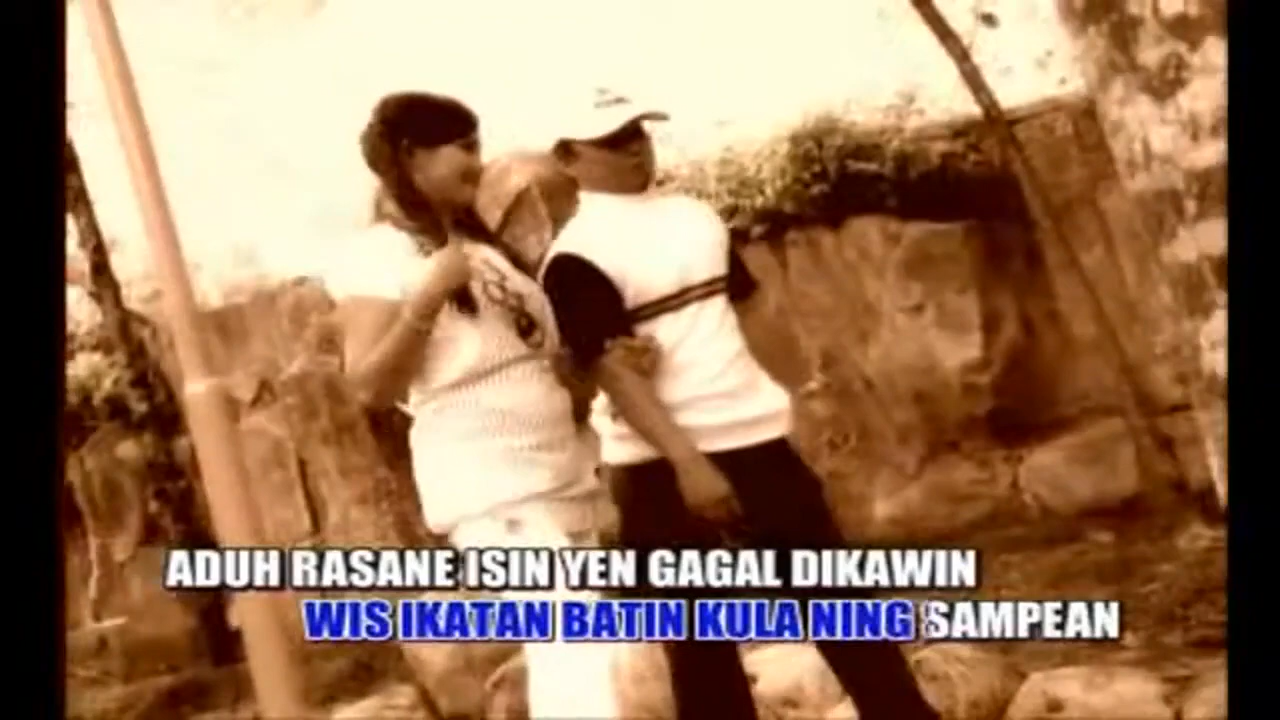 ADUH RASANE ISIN YEN GAGAL DIKAWIN
WIS IKATAN BATIN KULA NING SAMPEAN